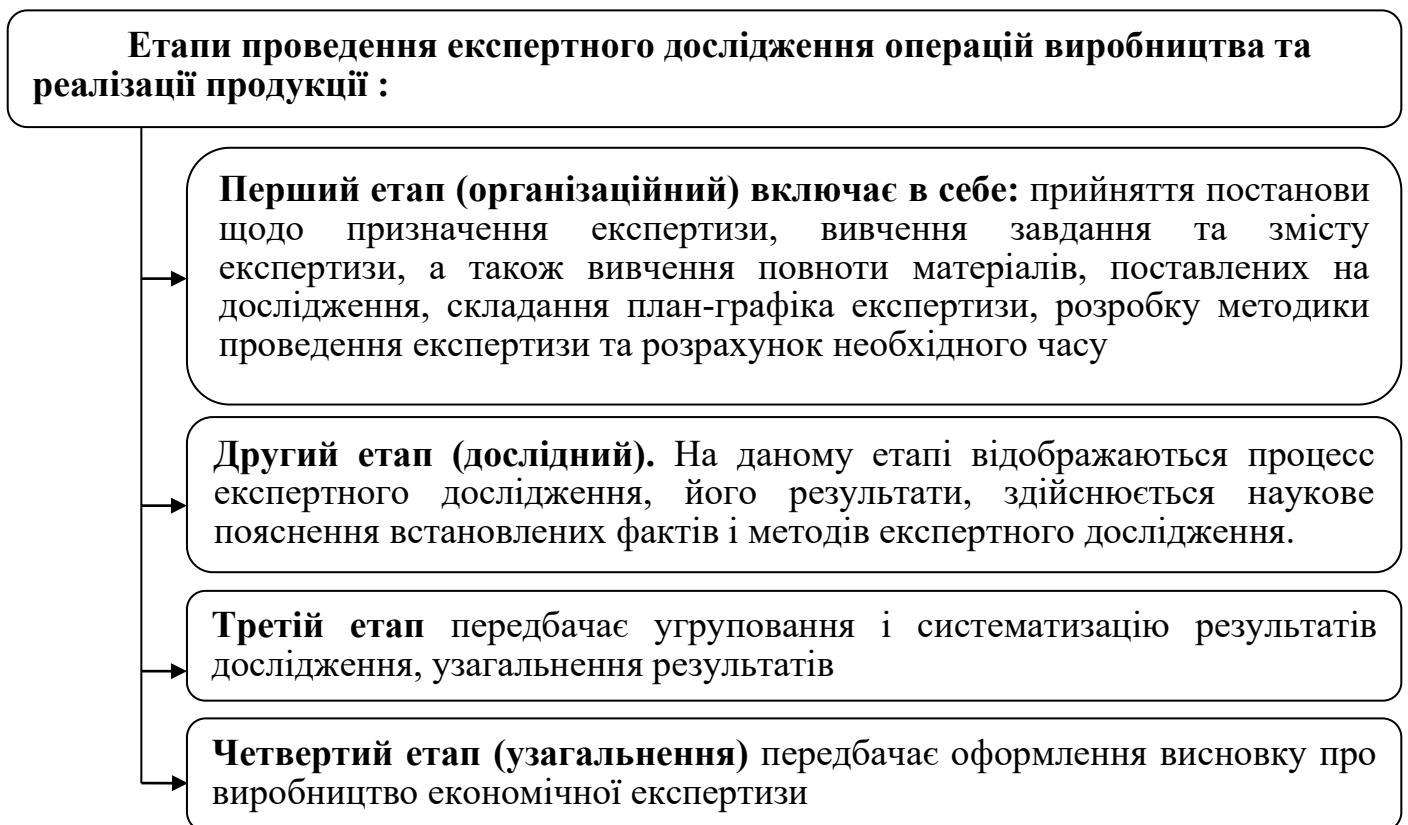 Етапи проведення експертного дослідження операцій виробництва та
реалізації продукції :
Перший етап (організаційний) включає в себе: прийняття постанови
щодо призначення експертизи, вивчення завдання та змісту
експертизи, а також вивчення повноти матеріалів, поставлених на
дослідження, складання план-графіка експертизи, розробку методики
проведення експертизи та розрахунок необхідного часу
Другий етап (дослідний). На даному етапі відображаються процесс
експертного дослідження, його результати, здійснюється наукове
пояснення встановлених фактів і методів експертного дослідження.
Третій етап передбачає угруповання і систематизацію результатів
дослідження, узагальнення результатів
Четвертий етап (узагальнення) передбачає оформлення висновку про
виробництво економічної експертизи